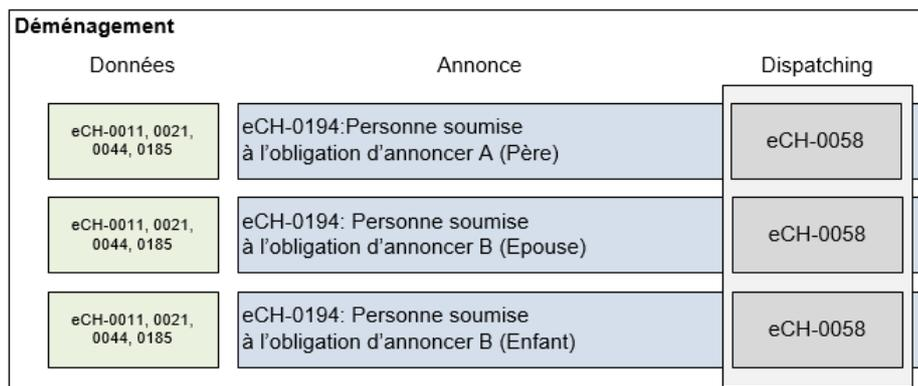 Déménagement
Données
Annonce
Dispatching
eCH-0011, 0021,
0044, 0185
eCH-0194:Personne soumise
à l’obligation d’annoncer A (Père)
eCH-0058
eCH-0011, 0021,
0044, 0185
eCH-0194: Personne soumise
à l’obligation d’annoncer B (Epouse)
eCH-0058
eCH-0011, 0021,
0044, 0185
eCH-0194: Personne soumise
à l’obligation d’annoncer B (Enfant)
eCH-0058